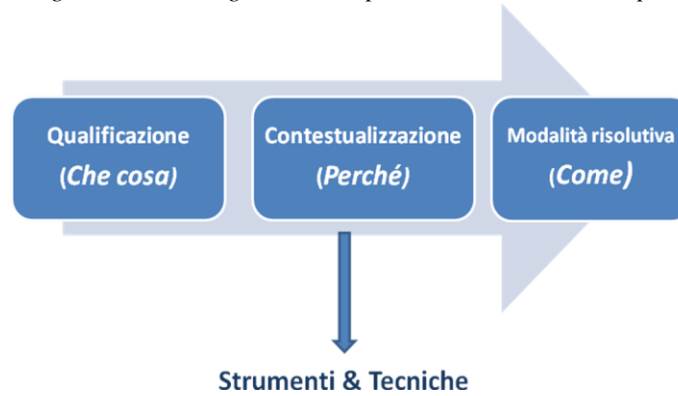 Qualificazione
(Che cosa)
Contestualizzazione
(Perché)
Modalità risolutiva
(Come)
Strumenti & Tecniche